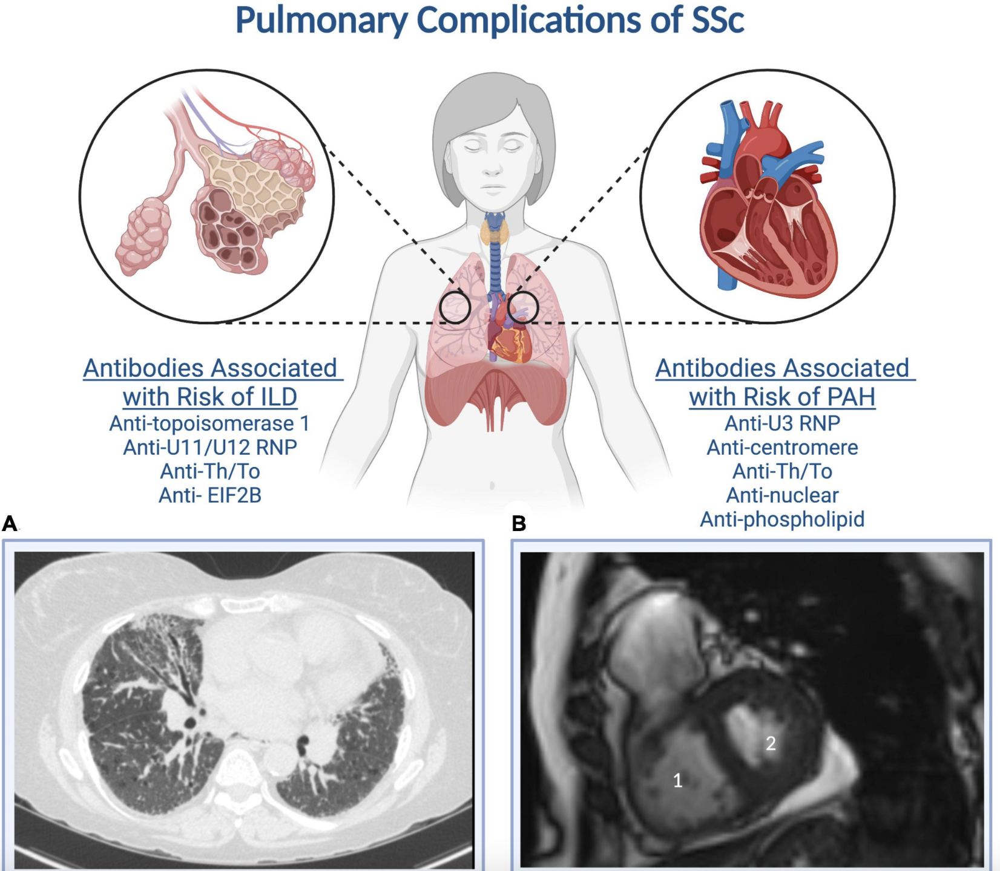 Pulmonary Complications of SSc
Antibodies Associated
with Risk of ILD
Anti-topoisomerase 1
Anti-U11/U12 RNP
Anti-Th/To
Anti- EIF2B
Antibodies Associated
with Risk of PAH
Anti-U3 RNP
Anti-centromere
Anti-Th/To
Anti-nuclear
Anti-phospholipid
A
B
1
2